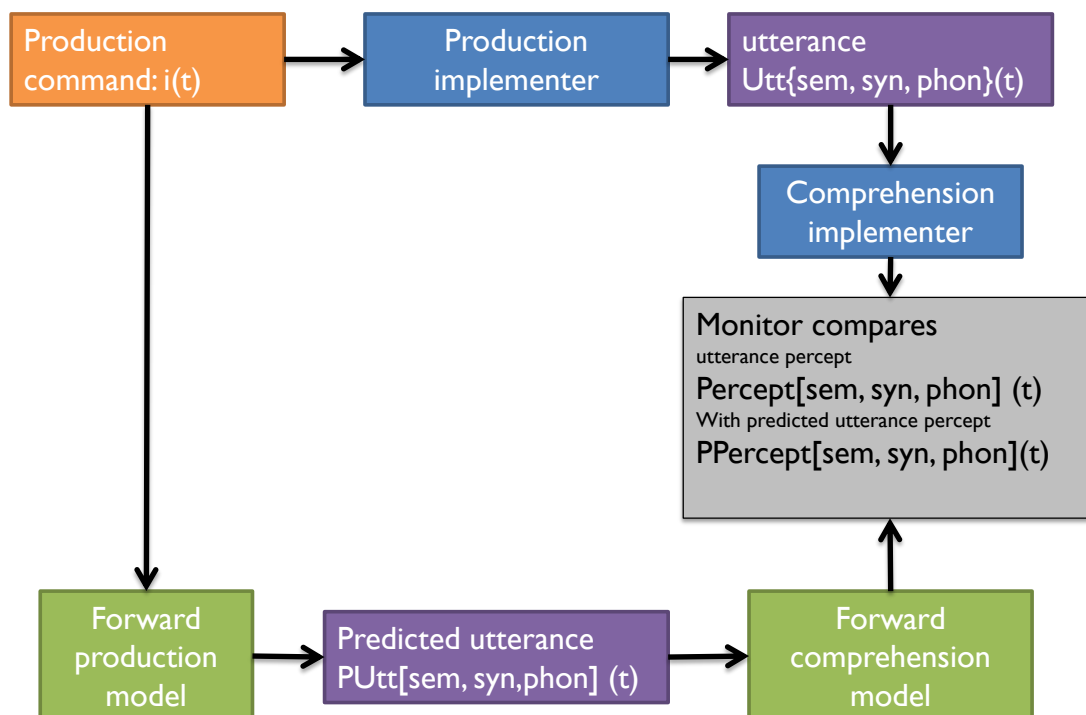 Production
command: i(t)
Production
implementer
utterance
Utt{sem, syn, phon}(t)
Comprehension
implementer
Monitor compares
utterance percept
Percept[sem, syn, phon] (t)
With predicted utterance percept
PPercept[sem, syn, phon](t)
Forward
production
model
Predicted utterance
PUtt[sem, syn,phon] (t)
Forward
comprehension
model